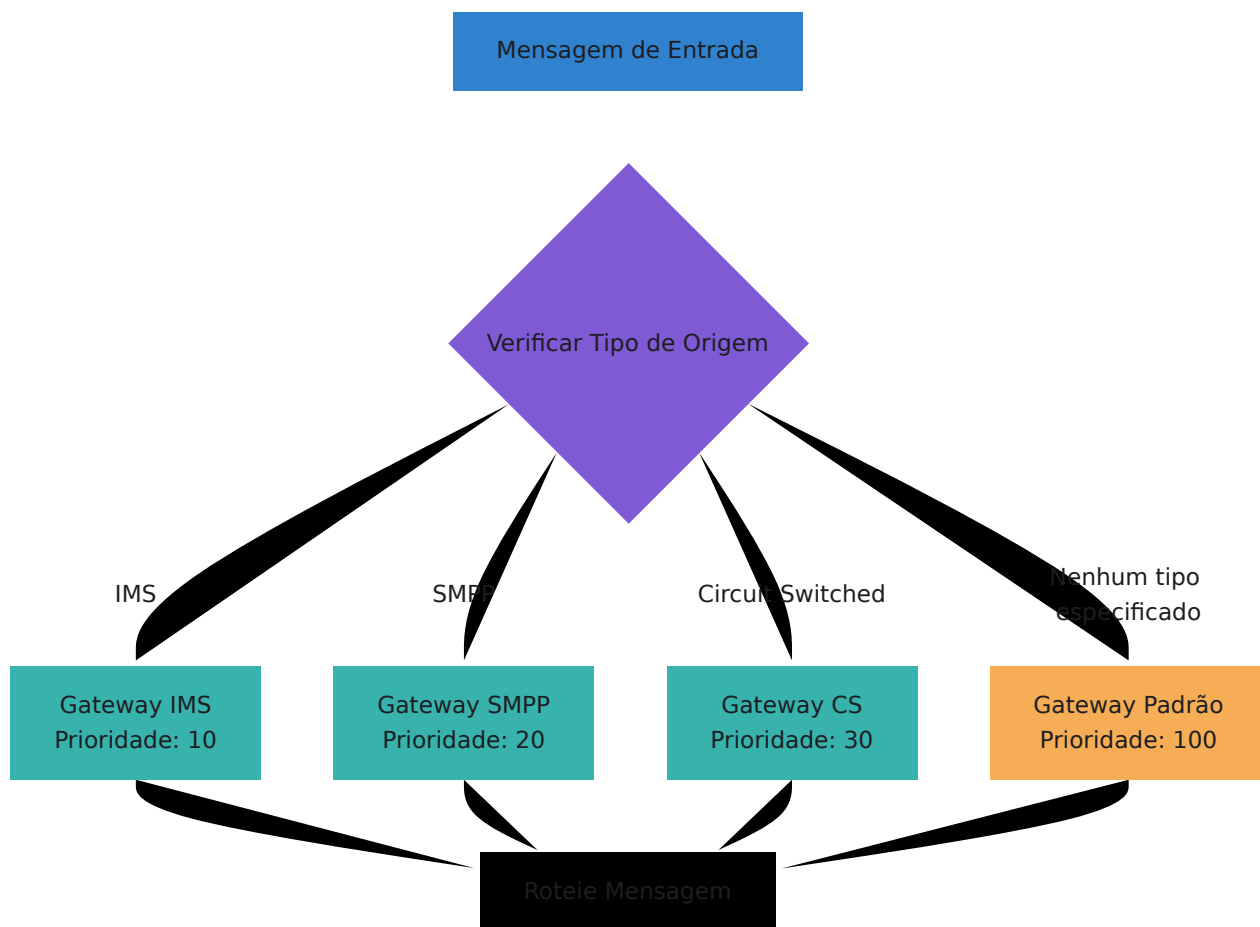 Mensagem de Entrada
Verificar Tipo de Origem
IMS
SMPP
Circuit Switched
Nenhum tipo
especificado
Gateway IMS
Prioridade: 10
Gateway SMPP
Prioridade: 20
Gateway CS
Prioridade: 30
Gateway Padrão
Prioridade: 100
Roteie Mensagem